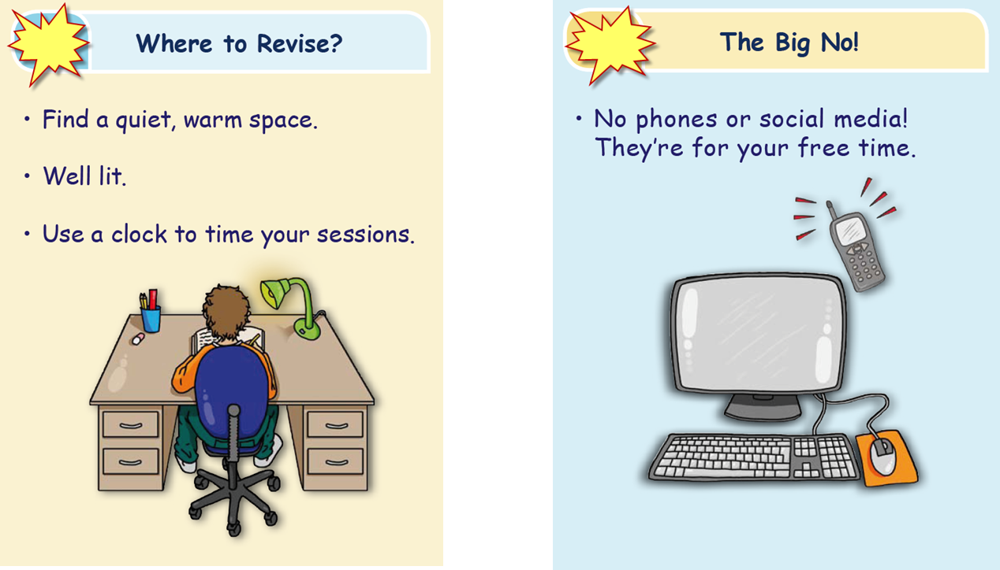 Where to Revise?
• Find a quiet, warm space.
• Well lit.
• Use a clock to time your sessions.
The Big No!
• No phones or social media!
They're for your free time.